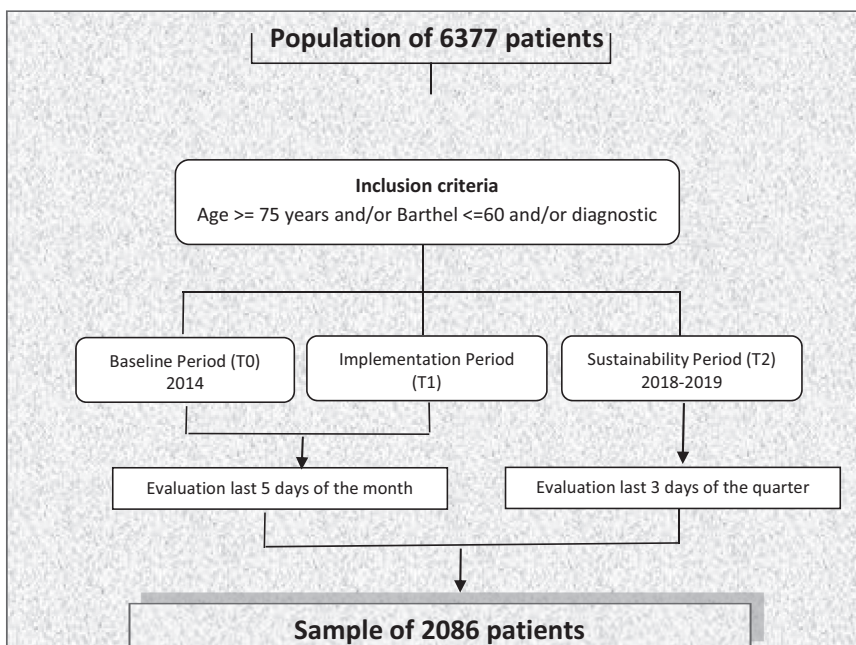 Population of 6377 patients
Inclusion criteria
Age >= 75 years and/or Barthel <=60 and/or diagnostic
Baseline Period (T0)
2014
Implementation Period
(T1)
Sustainability Period (T2)
2018-2019
Evaluation last 5 days of the month
Evaluation last 3 days of the quarter
Sample of 2086 patients